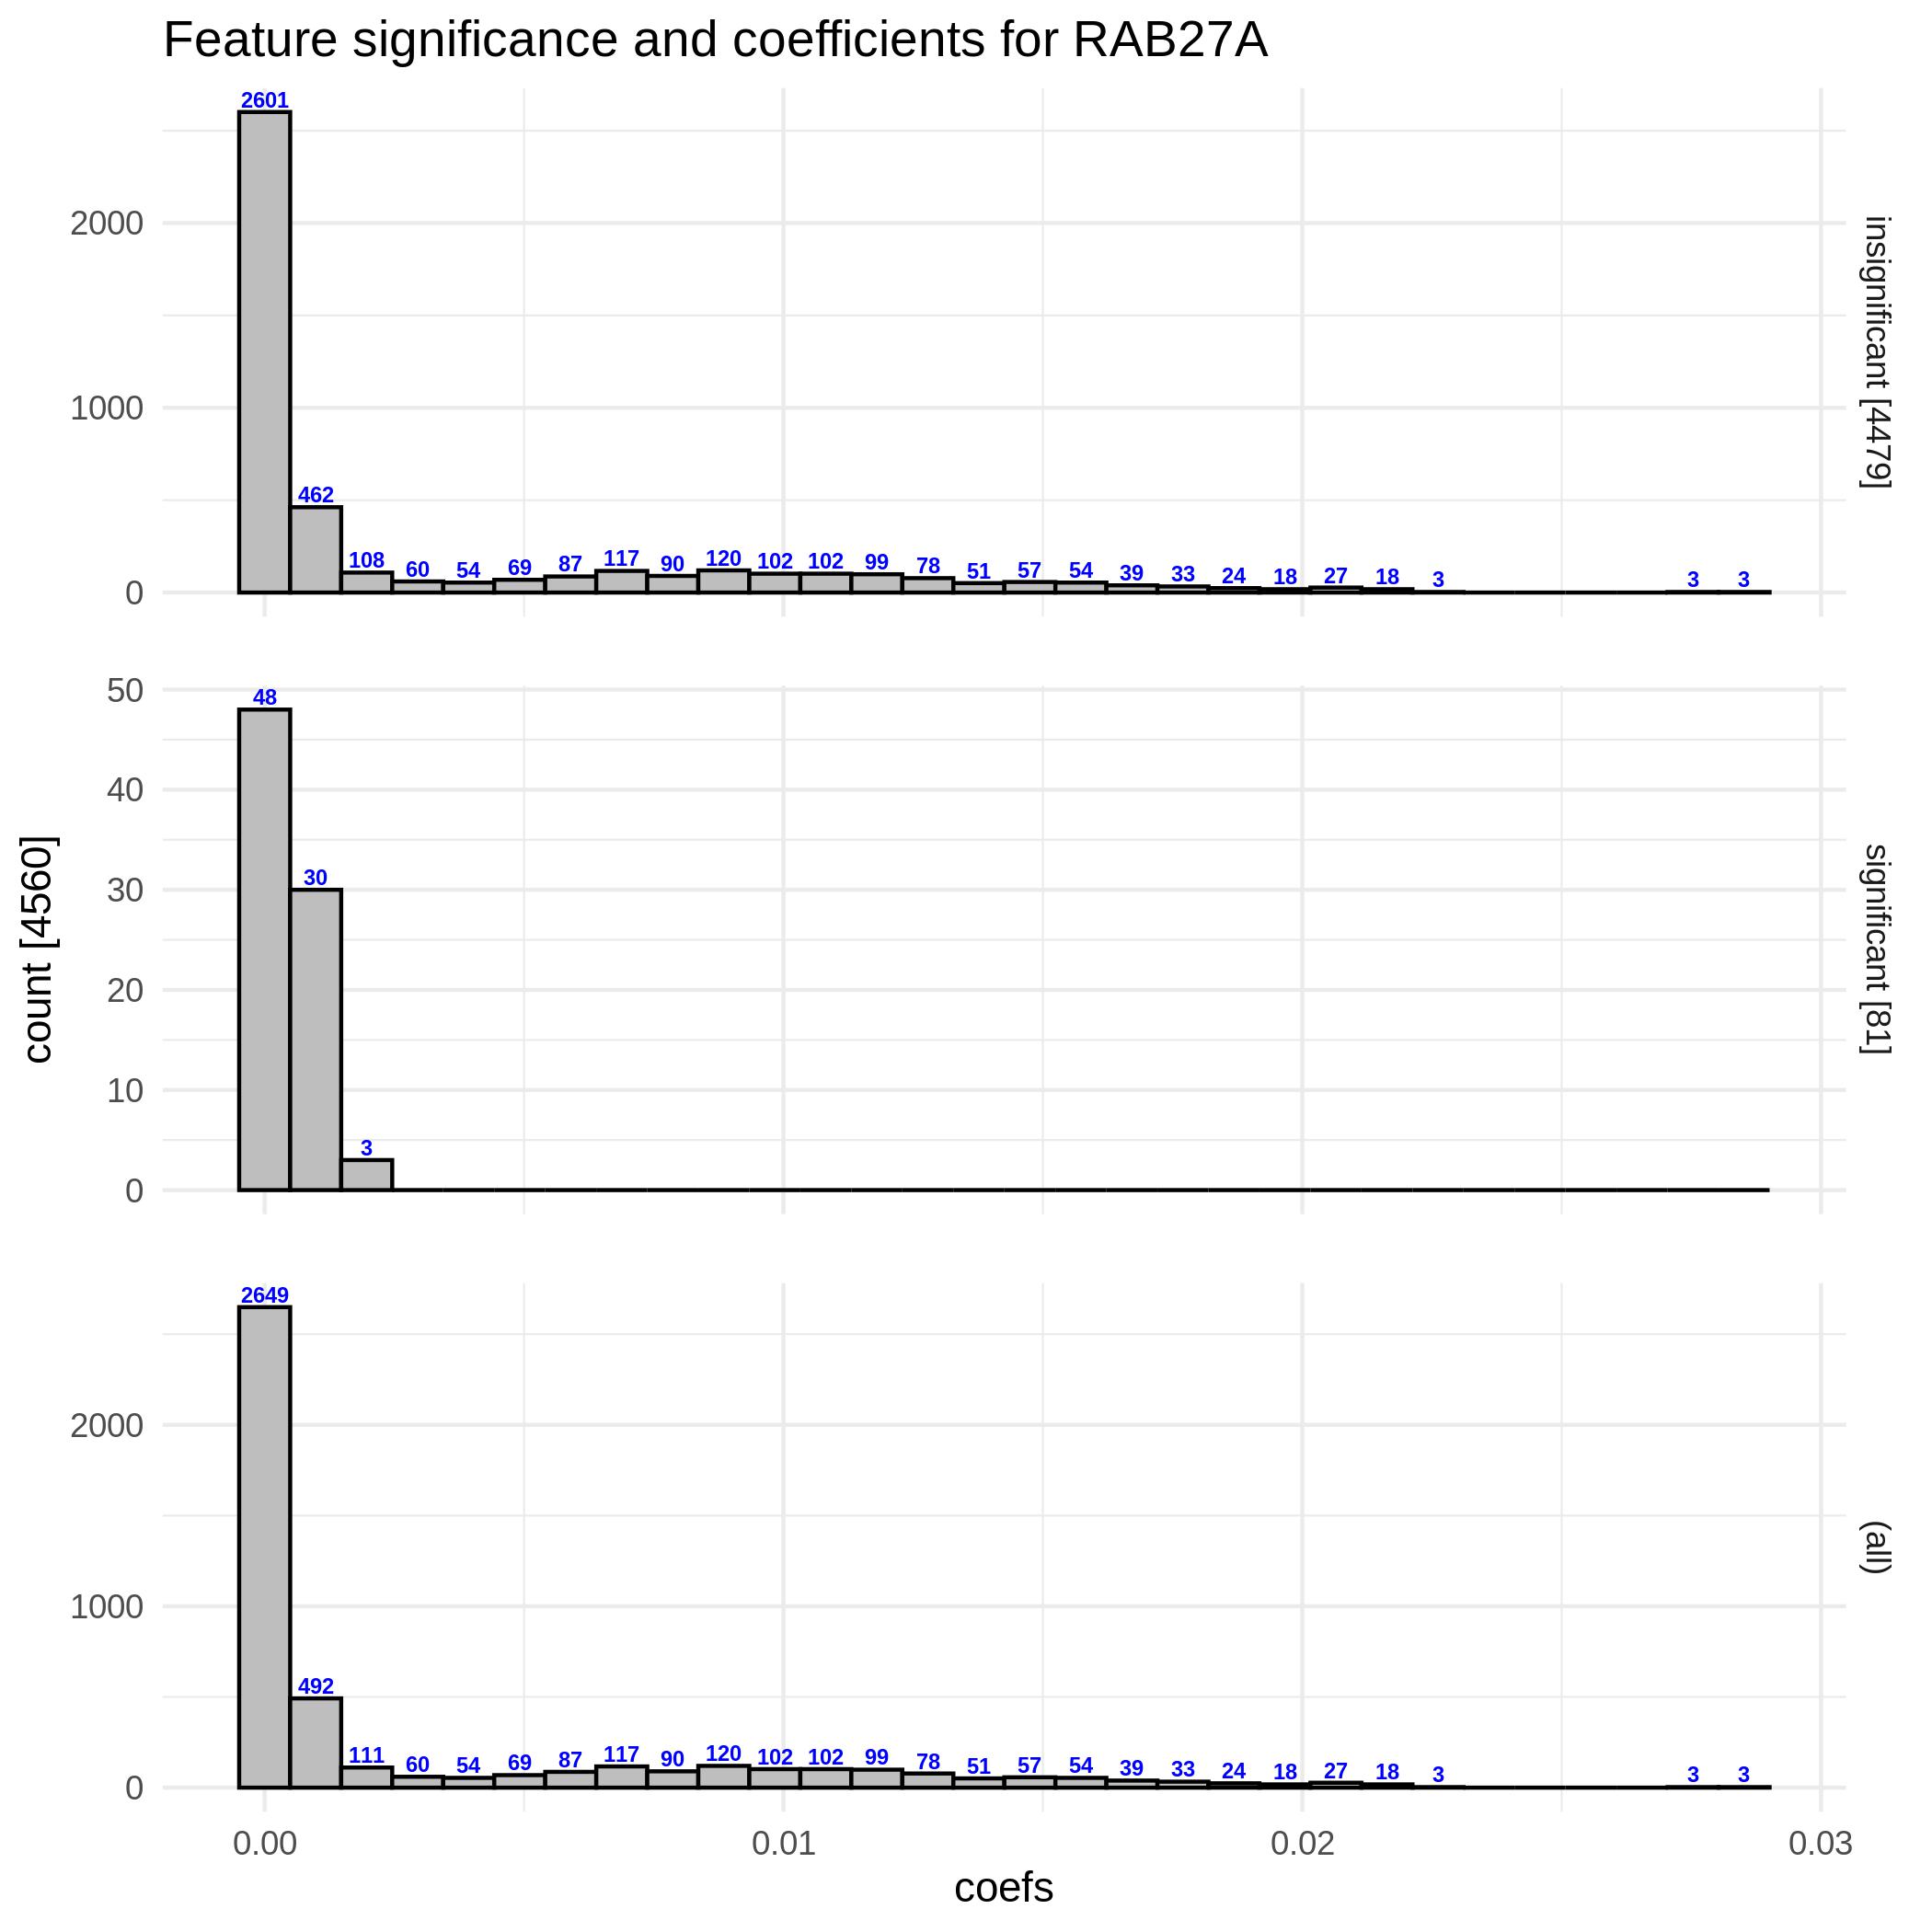 Feature significance and coefficients for RAB27A
2601
2000
1000
0
462
108 60 54 69 87 117 90 120 102 102 99 78 51 57 54 39 33 24 18 27 18 3 3 3
insignificant [4479]
50
40
30
20
10
0
48
30
3
significant [81]
count [4560]
2649
2000
1000
0
492
111 60 54 69 87 117 90 120 102 102 99 78 51 57 54 39 33 24 18 27 18 3 3 3
(all)
0.00 0.01 0.02 0.03
coefs